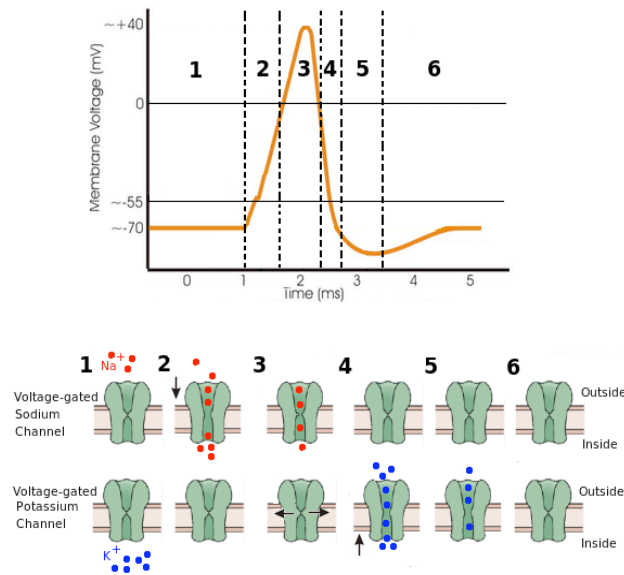 ~+40
1 2 3 4 5 6
Membrane Voltage (mV)
0
~-55
~-70
0 1 2 3 4 5
Time (ms)
1 2 3 4 5 6
Na+
Voltage-gated
Sodium
Channel
Outside
Inside
Voltage-gated
Potassium
Channel
Outside
Inside
K+